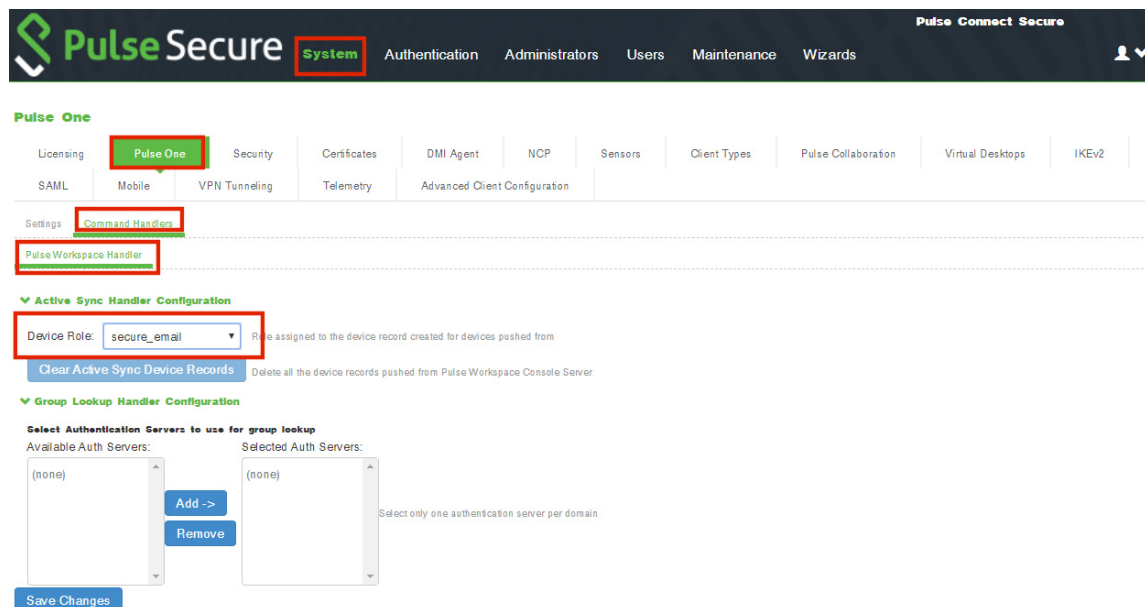 Pulse Connect Secure
Pulse Secure System Authentication Administrators Users Maintenance Wizards
Pulse One
Licensing Pulse One Security Certificates DMI Agent NCP Sensors Client Types Pulse Collaboration Virtual Desktops IKEv2
SAML Mobile VPN Tunneling Telemetry Advanced Client Configuration
Settings Command Handlers
Pulse Workspace Handler
Active Sync Handler Configuration
Device Role: secure_email Role assigned to the device record created for devices pushed from
Clear Active Sync Device Records Delete all the device records pushed from Pulse Workspace Console Server
Group Lookup Handler Configuration
Select Authentication Servers to use for group lookup
Available Auth Servers: Selected Auth Servers:
(none) (none)
Add ->
Select only one authentication server per domain
Remove
Save Changes